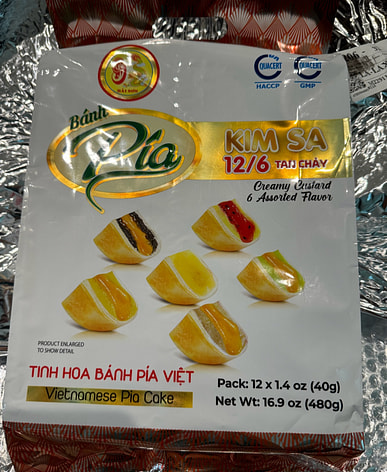 QUACERT
HACCP
QUACERT
GMP
Bánh
Pía
KIM SA
12/6 TAN CHẢY
Creamy Custard
6 Assorted Flavor
PRODUCT ENLARGED
TO SHOW DETAIL
TINH HOA BÁNH PÍA VIỆT
Vietnamese Pia Cake
Pack: 12 x 1.4 oz (40g)
Net Wt: 16.9 oz (480g)